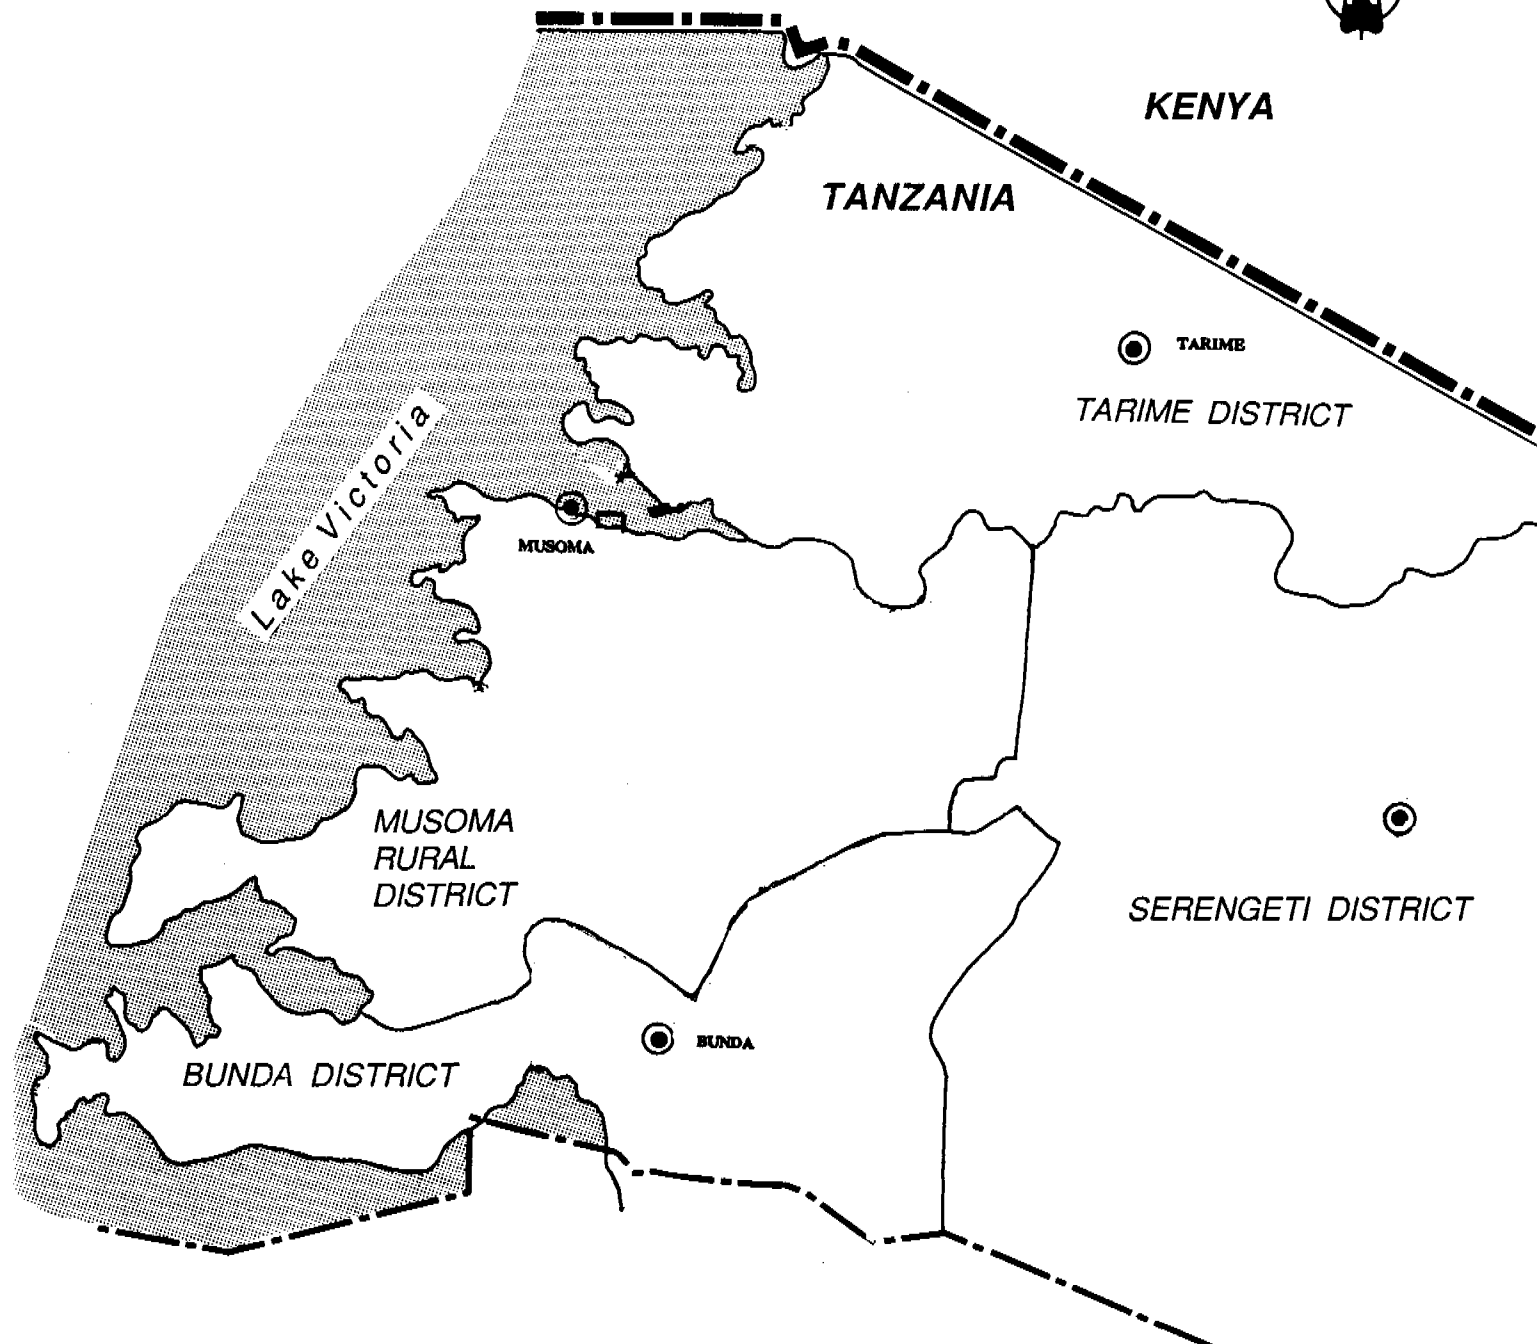 KENYA
TANZANIA
TARIME
TARIME DISTRICT
Lake Victoria
MUSOMA
MUSOMA
RURAL
DISTRICT
SERENGETI DISTRICT
BUNDA
BUNDA DISTRICT